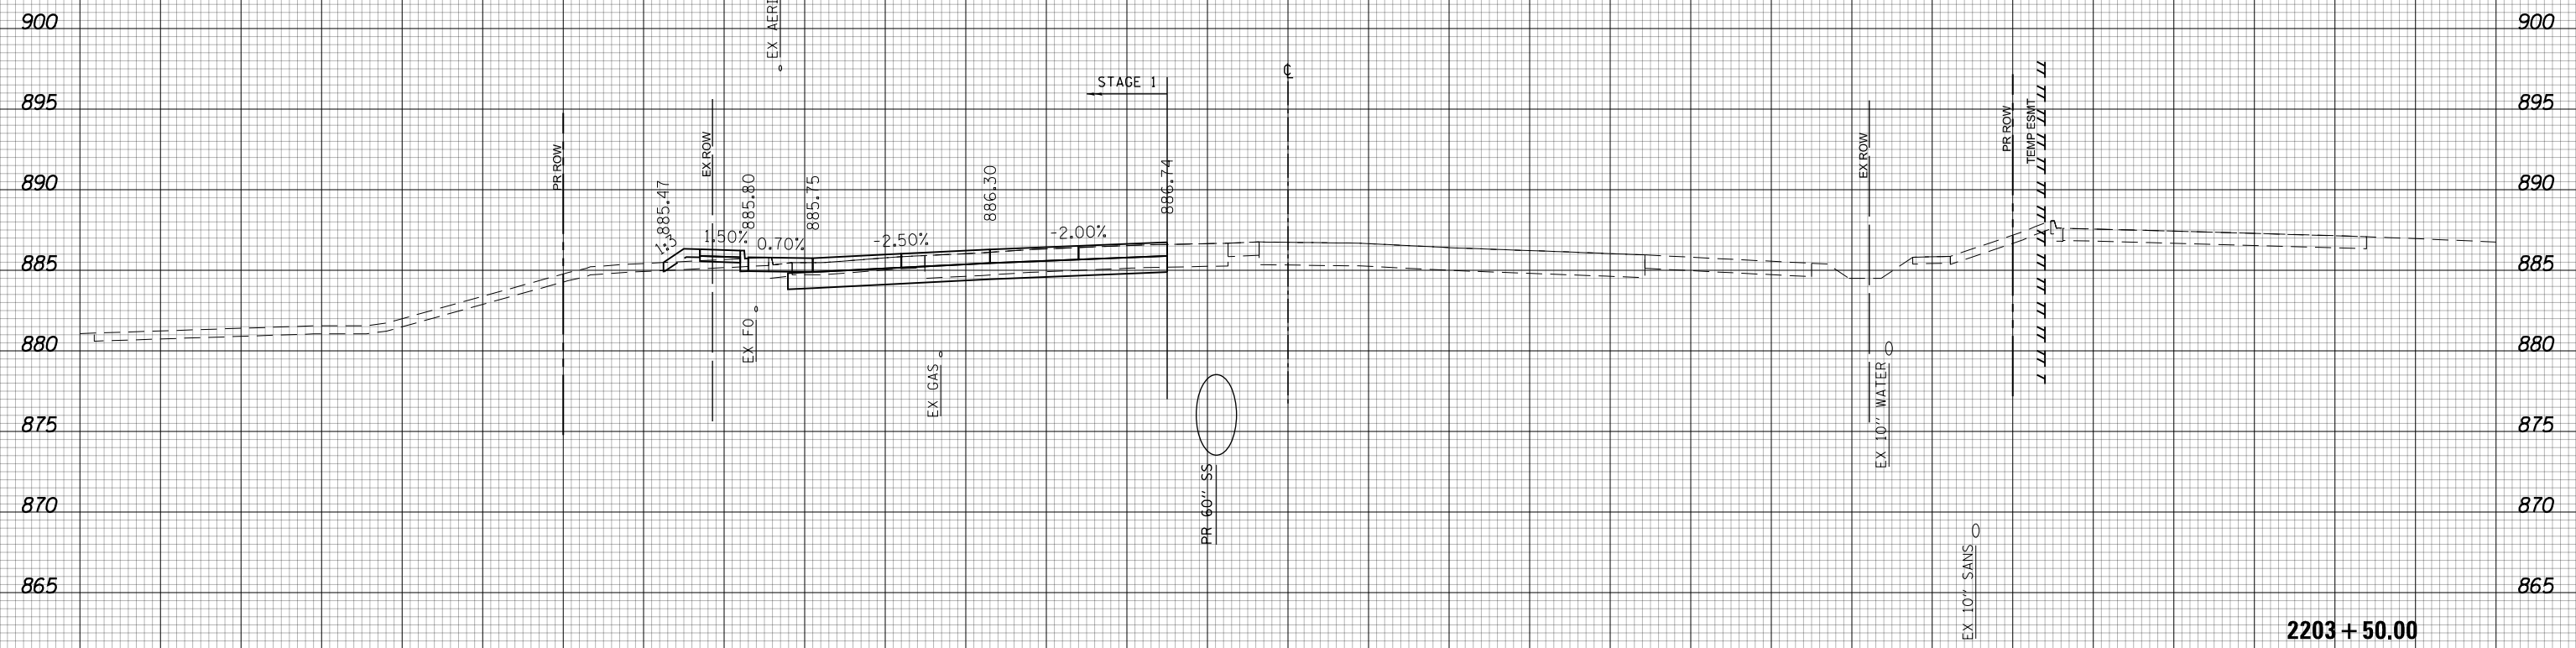 900
EX AERI
900
STAGE 1
℄
895
895
PR ROW
EX ROW
EX ROW
PR ROW
TEMP ESMT
890
890
885.47
885.80
885.75
886.30
886.74
1:3
1.50%
0.70%
-2.50%
-2.00%
885
885
EX FO
880
880
EX GAS
EX 10" WATER
875
875
PR 60" SS
870
870
EX 10" SANS
865
865
2203+50.00